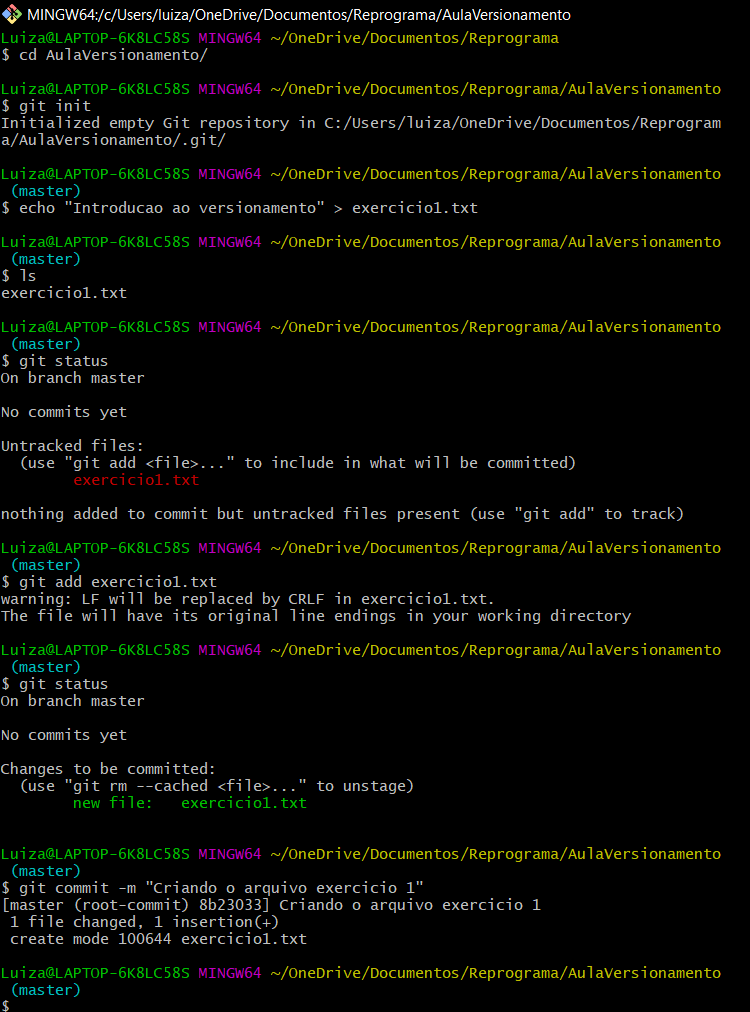 MINGW64:/c/Users/luiza/OneDrive/Documentos/Reprograma/AulaVersionamento
Luiza@LAPTOP-6K8LC58S MINGW64 ~/OneDrive/Documentos/Reprograma
$ cd AulaVersionamento/

Luiza@LAPTOP-6K8LC58S MINGW64 ~/OneDrive/Documentos/Reprograma/AulaVersionamento
$ git init
Initialized empty Git repository in C:/Users/luiza/OneDrive/Documentos/Reprogram
a/AulaVersionamento/.git/

Luiza@LAPTOP-6K8LC58S MINGW64 ~/OneDrive/Documentos/Reprograma/AulaVersionamento
 (master)
$ echo "Introducao ao versionamento" > exercicio1.txt

Luiza@LAPTOP-6K8LC58S MINGW64 ~/OneDrive/Documentos/Reprograma/AulaVersionamento
 (master)
$ ls
exercicio1.txt

Luiza@LAPTOP-6K8LC58S MINGW64 ~/OneDrive/Documentos/Reprograma/AulaVersionamento
 (master)
$ git status
On branch master

No commits yet

Untracked files:
  (use "git add <file>..." to include in what will be committed)
        exercicio1.txt

nothing added to commit but untracked files present (use "git add" to track)

Luiza@LAPTOP-6K8LC58S MINGW64 ~/OneDrive/Documentos/Reprograma/AulaVersionamento
 (master)
$ git add exercicio1.txt
warning: LF will be replaced by CRLF in exercicio1.txt.
The file will have its original line endings in your working directory

Luiza@LAPTOP-6K8LC58S MINGW64 ~/OneDrive/Documentos/Reprograma/AulaVersionamento
 (master)
$ git status
On branch master

No commits yet

Changes to be committed:
  (use "git rm --cached <file>..." to unstage)
        new file:   exercicio1.txt


Luiza@LAPTOP-6K8LC58S MINGW64 ~/OneDrive/Documentos/Reprograma/AulaVersionamento
 (master)
$ git commit -m "Criando o arquivo exercicio 1"
[master (root-commit) 8b23033] Criando o arquivo exercicio 1
 1 file changed, 1 insertion(+)
 create mode 100644 exercicio1.txt

Luiza@LAPTOP-6K8LC58S MINGW64 ~/OneDrive/Documentos/Reprograma/AulaVersionamento
 (master)
$